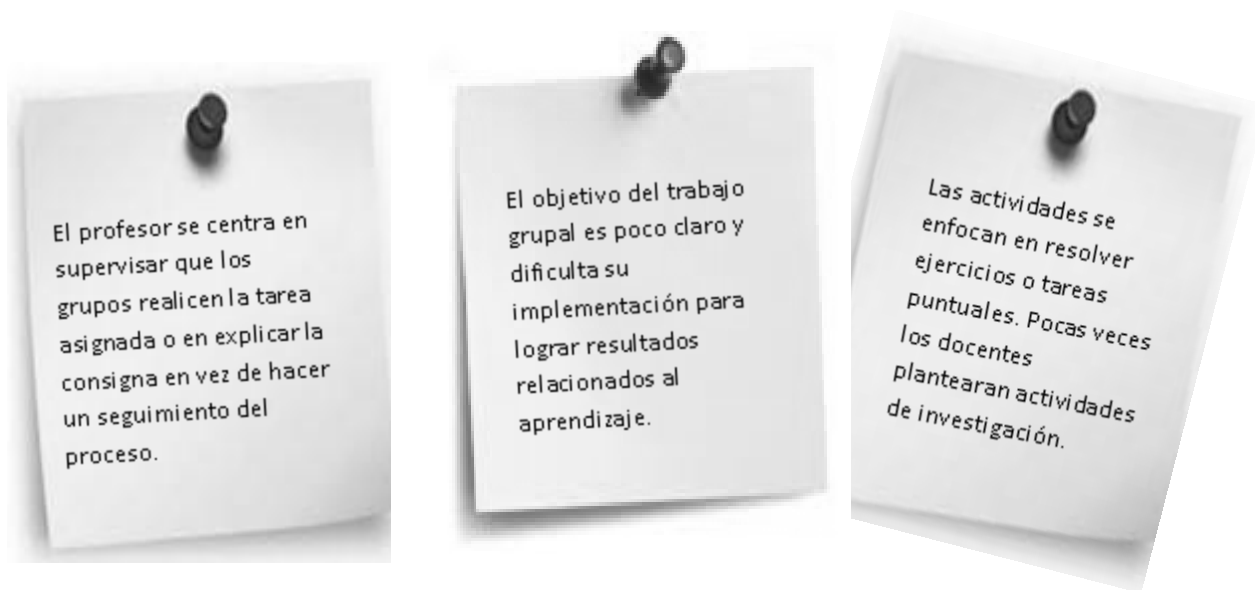 El profesor se centra en
supervisar que los
grupos realicen la tarea
asignada o en explicar la
consigna en vez de hacer
un seguimiento del
proceso.
El objetivo del trabajo
grupal es poco claro y
dificulta su
implementación para
lograr resultados
relacionados al
aprendizaje.
Las actividades se
enfocan en resolver
ejercicios o tareas
puntuales. Pocas veces
los docentes
plantearan actividades
de investigación.